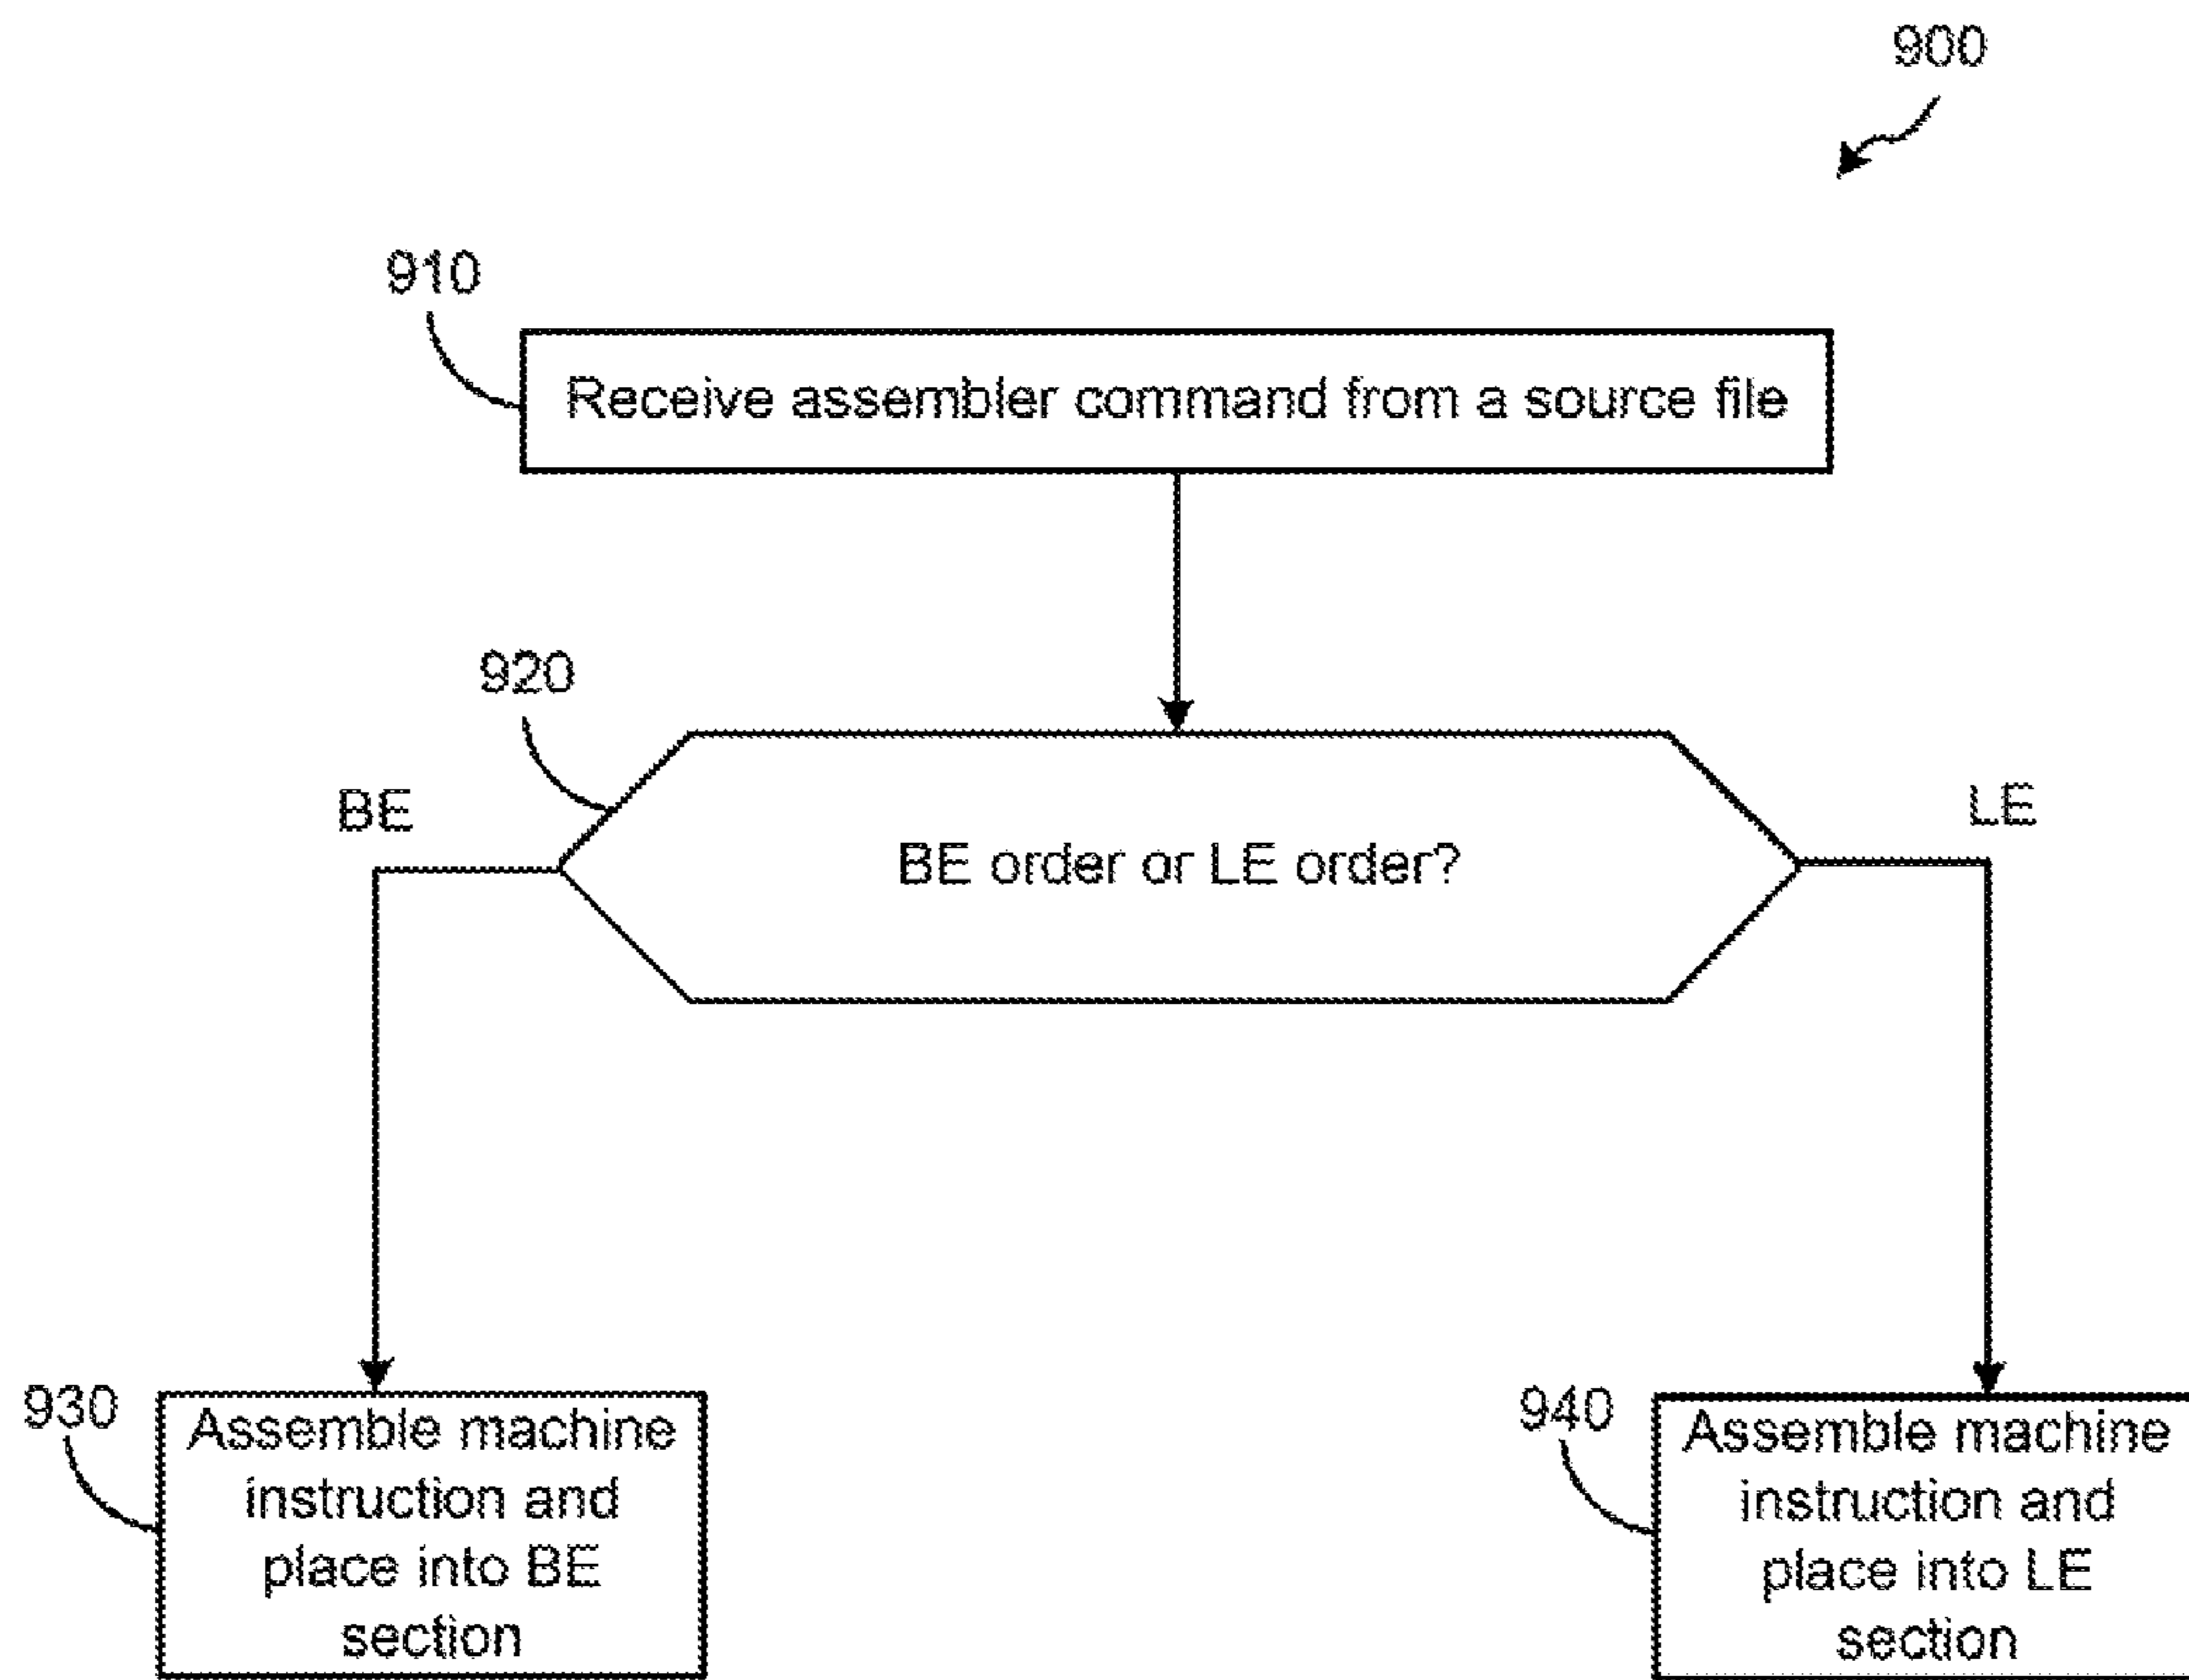 900
910
Receive assembler command from a source file
920
BE
BE order or LE order?
LE
930
Assemble machine
instruction and
place into BE
section
940
Assemble machine
instruction and
place into LE
section